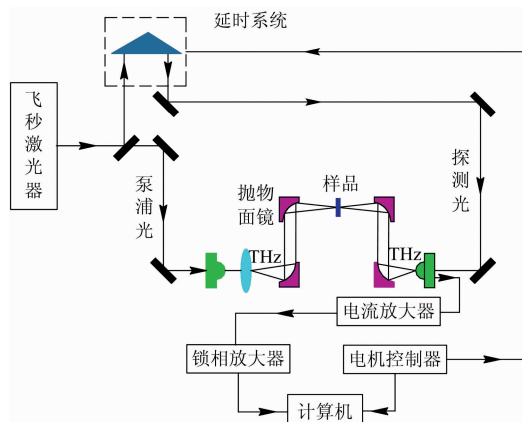 延时系统
飞秒激光器
泵浦光
抛物
面镜
样品
探测光
THz
THz
电流放大器
锁相放大器
电机控制器
计算机